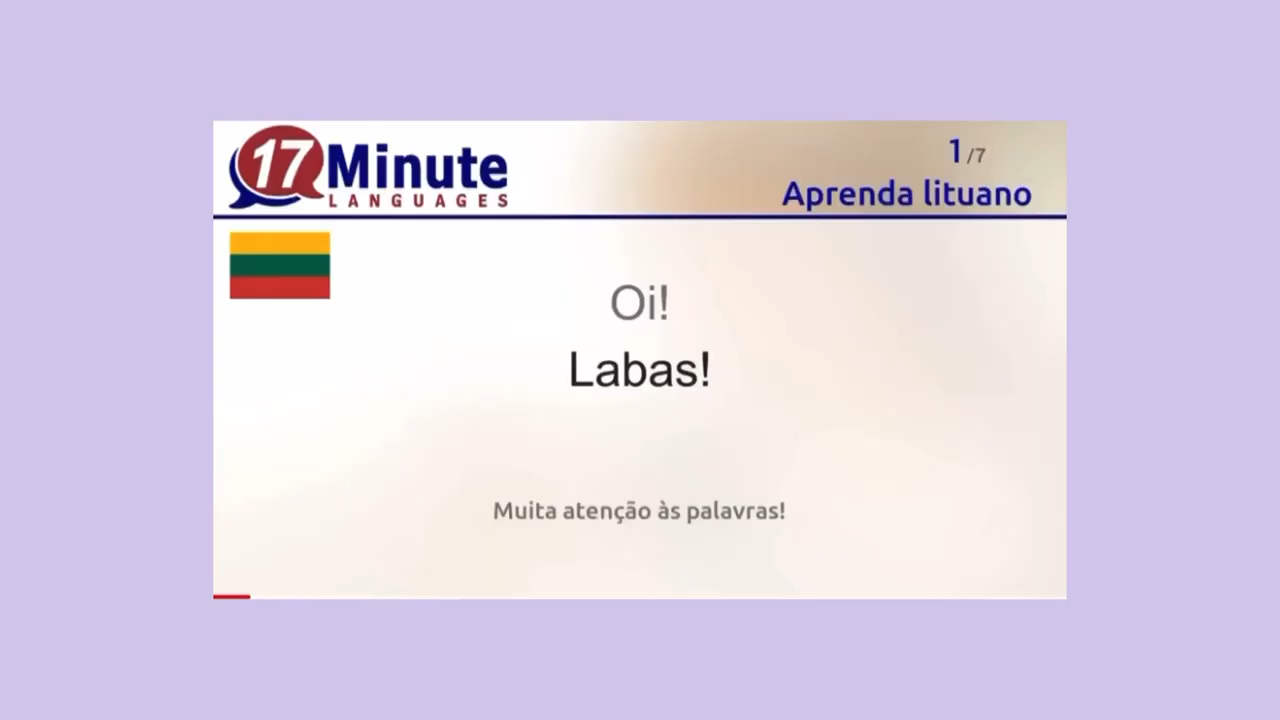 17 Minute
LANGUAGES
1/7
Aprenda lituano
Oi!
Labas!
Muita atenção às palavras!